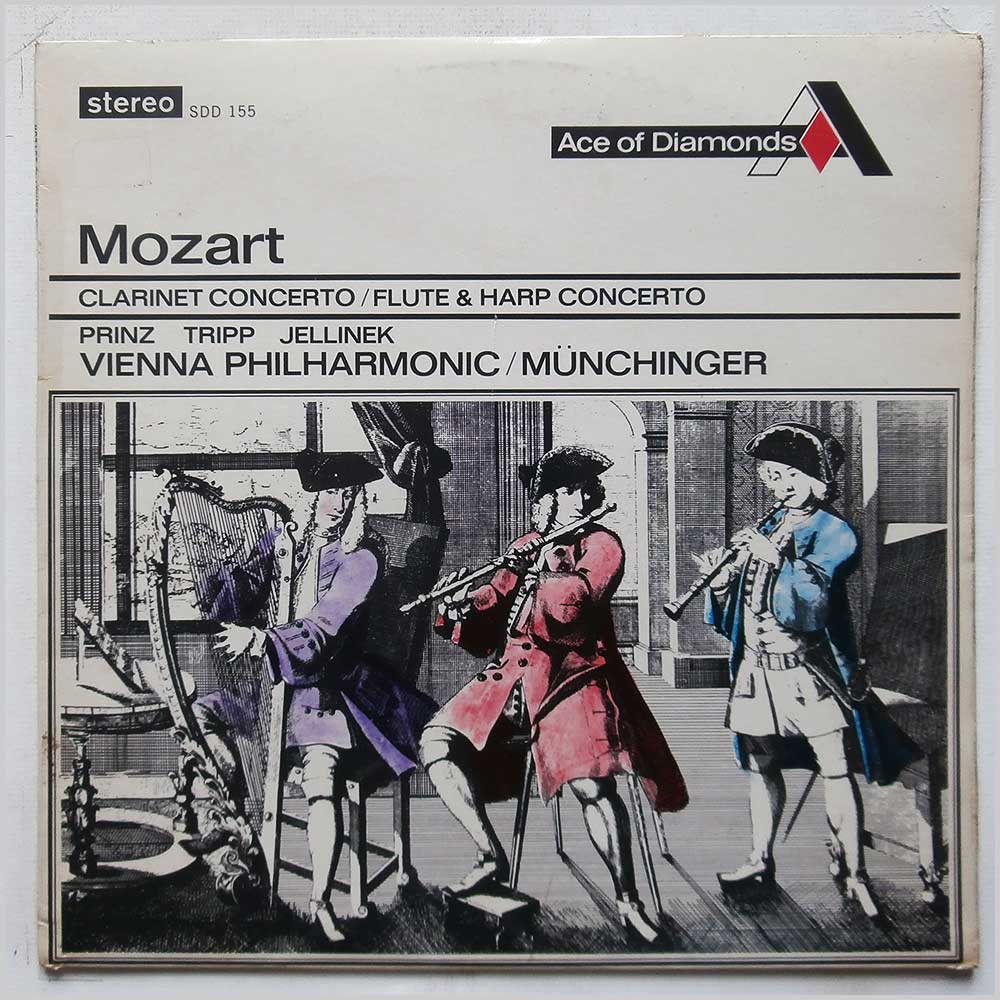 stereo SDD 155
Ace of Diamonds
Mozart
CLARINET CONCERTO / FLUTE & HARP CONCERTO
PRINZ TRIPP JELLINEK
VIENNA PHILHARMONIC / MÜNCHINGER